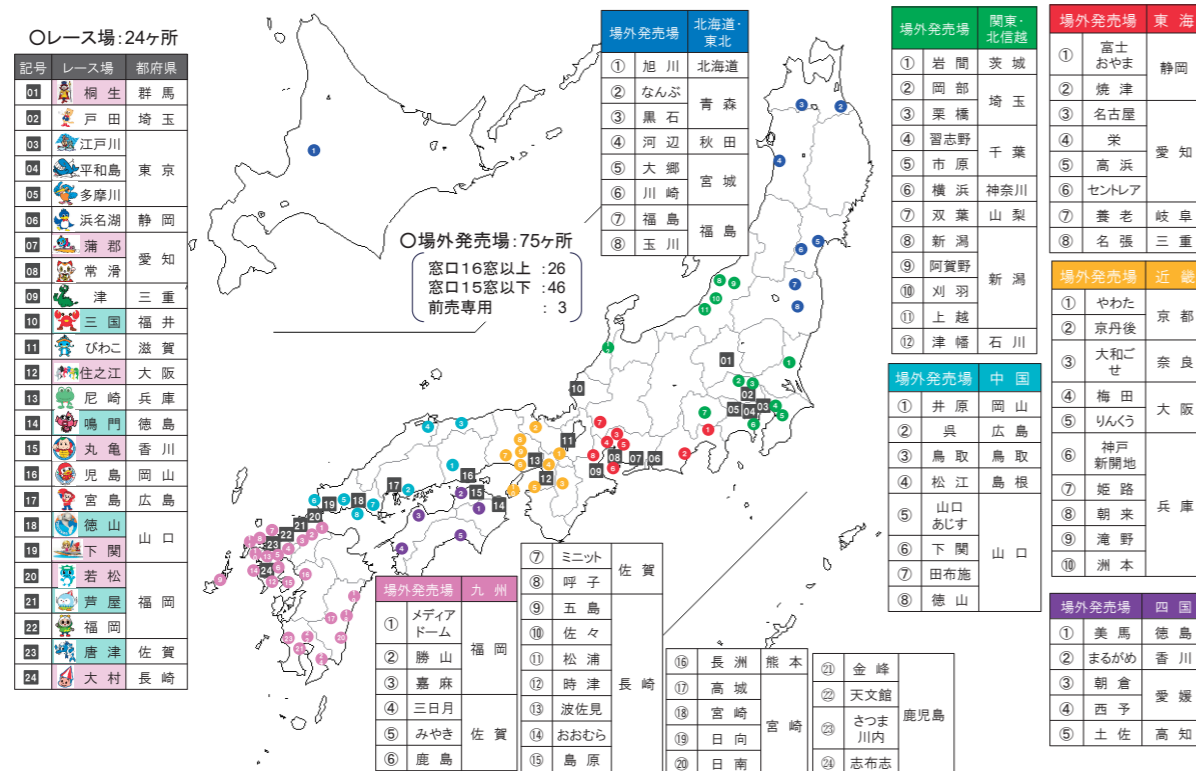 〇レース場:24ヶ所
記号 レース場 都府県
01 桐生 群馬
02 戸田 埼玉
03 江戸川 東京
04 平和島
05 多摩川
06 浜名湖 静岡
07 蒲郡 愛知
08 常滑
09 津 三重
10 三国 福井
11 びわこ 滋賀
12 住之江 大阪
13 尼崎 兵庫
14 鳴門 徳島
15 丸亀 香川
16 児島 岡山
17 宮島 広島
18 徳山 山口
19 下関
20 若松 福岡
21 芦屋
22 福岡
23 唐津 佐賀
24 大村 長崎
〇場外発売場:75ヶ所
窓口16窓以上 :26
窓口15窓以下 :46
前売専用 : 3
場外発売場 北海道・東北
① 旭川 北海道
② なんぶ 青森
③ 黒石
④ 河辺 秋田
⑤ 大郷 宮城
⑥ 川崎
⑦ 福島 福島
⑧ 玉川
場外発売場 関東・北信越
① 岩間 茨城
② 岡部 埼玉
③ 栗橋
④ 習志野 千葉
⑤ 市原
⑥ 横浜 神奈川
⑦ 双葉 山梨
⑧ 新潟 新潟
⑨ 阿賀野
⑩ 刈羽
⑪ 上越
⑫ 津幡 石川
場外発売場 東海
① 富士おやま 静岡
② 焼津
③ 名古屋 愛知
④ 栄
⑤ 高浜
⑥ セントレア
⑦ 養老 岐阜
⑧ 名張 三重
場外発売場 近畿
① やわた 京都
② 京丹後
③ 大和ごせ 奈良
④ 梅田 大阪
⑤ りんくう
⑥ 神戸新開地 兵庫
⑦ 姫路
⑧ 朝来
⑨ 滝野
⑩ 洲本
場外発売場 中国
① 井原 岡山
② 呉 広島
③ 鳥取 鳥取
④ 松江 島根
⑤ 山口あじす 山口
⑥ 下関
⑦ 田布施
⑧ 徳山
場外発売場 四国
① 美馬 徳島
② まるがめ 香川
③ 朝倉 愛媛
④ 西予
⑤ 土佐 高知
場外発売場 九州
① メディアドーム 福岡
② 勝山
③ 嘉麻
④ 三日月 佐賀
⑤ みやき
⑥ 鹿島
⑦ ミニット 佐賀
⑧ 呼子
⑨ 五島 長崎
⑩ 佐々
⑪ 松浦
⑫ 時津
⑬ 波佐見
⑭ おおむら
⑮ 島原
⑯ 長洲 熊本
⑰ 高城 宮崎
⑱ 宮崎
⑲ 日向
⑳ 日南
㉑ 金峰 鹿児島
㉒ 天文館
㉓ さつま川内
㉔ 志布志